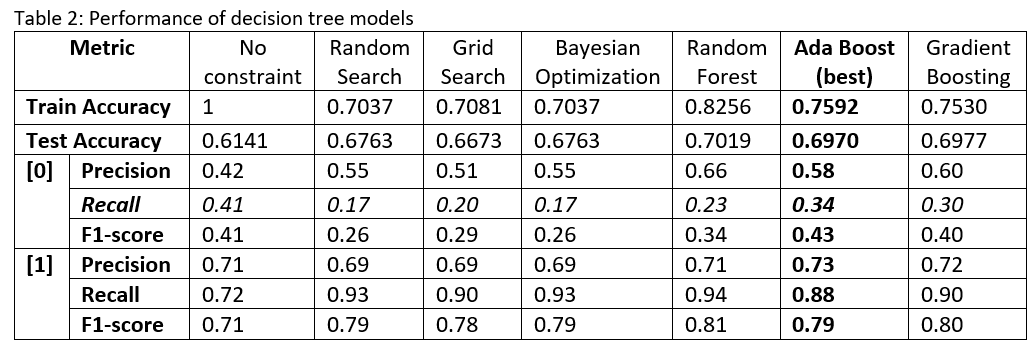 Table 2: Performance of decision tree models
Metric No constraint Random Search Grid Search Bayesian Optimization Random Forest Ada Boost (best) Gradient Boosting
Train Accuracy 1 0.7037 0.7081 0.7037 0.8256 0.7592 0.7530
Test Accuracy 0.6141 0.6763 0.6673 0.6763 0.7019 0.6970 0.6977
[0] Precision 0.42 0.55 0.51 0.55 0.66 0.58 0.60
Recall 0.41 0.17 0.20 0.17 0.23 0.34 0.30
F1-score 0.41 0.26 0.29 0.26 0.34 0.43 0.40
[1] Precision 0.71 0.69 0.69 0.69 0.71 0.73 0.72
Recall 0.72 0.93 0.90 0.93 0.94 0.88 0.90
F1-score 0.71 0.79 0.78 0.79 0.81 0.79 0.80